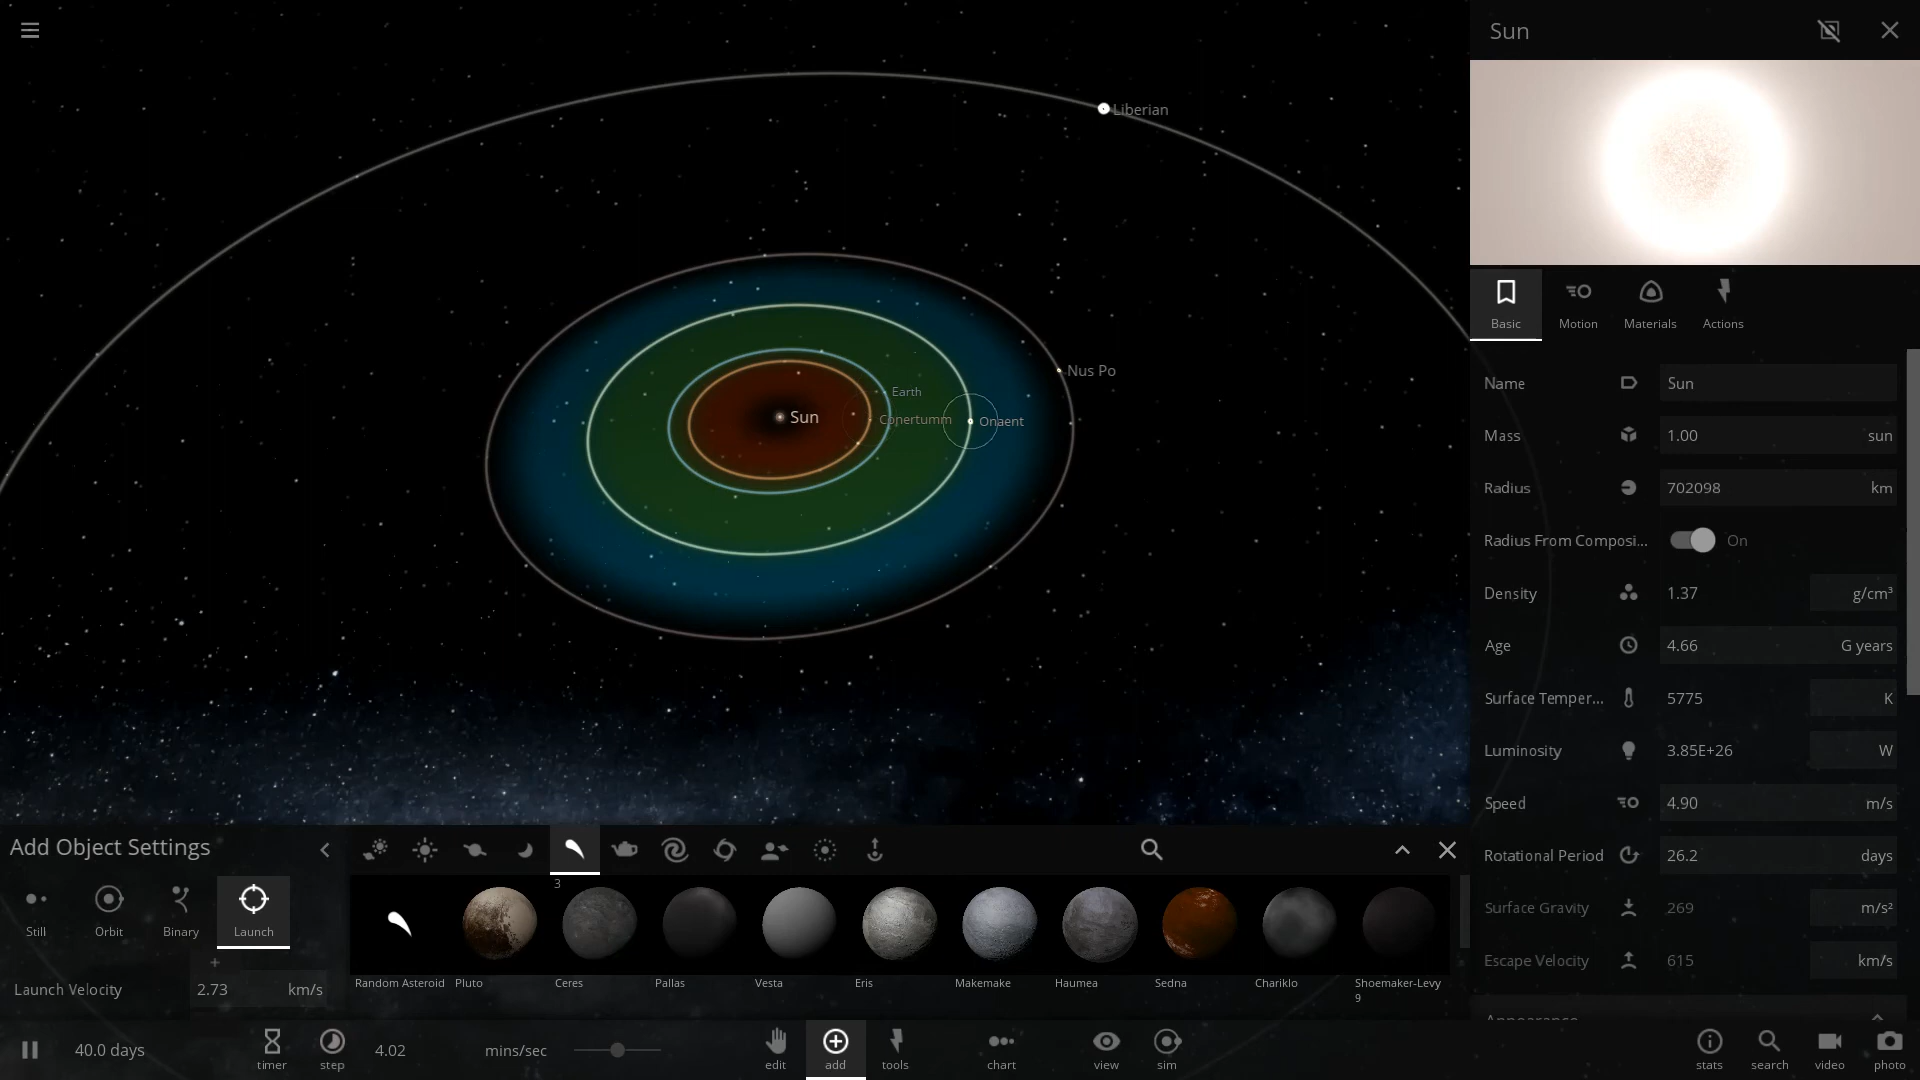 Sun
Liberian
Nus Po
Earth
Sun
Copertumm
Onaent
Basic
Motion
Materials
Actions
Name
Sun
Mass
1.00
sun
Radius
702098
km
Radius From Composi...
On
Density
1.37
g/cm³
Age
4.66
G years
Surface Temper...
5775
K
Luminosity
3.85E+26
W
Speed
4.90
m/s
Rotational Period
26.2
days
Surface Gravity
269
m/s²
Escape Velocity
615
km/s
Appearance
Add Object Settings
Still
Orbit
Binary
Launch
+
Launch Velocity
2.73
km/s
3
Random Asteroid
Pluto
Ceres
Pallas
Vesta
Eris
Makemake
Haumea
Sedna
Chariklo
Shoemaker-Levy
9
40.0 days
timer
step
4.02
mins/sec
edit
add
tools
chart
view
sim
stats
search
video
photo